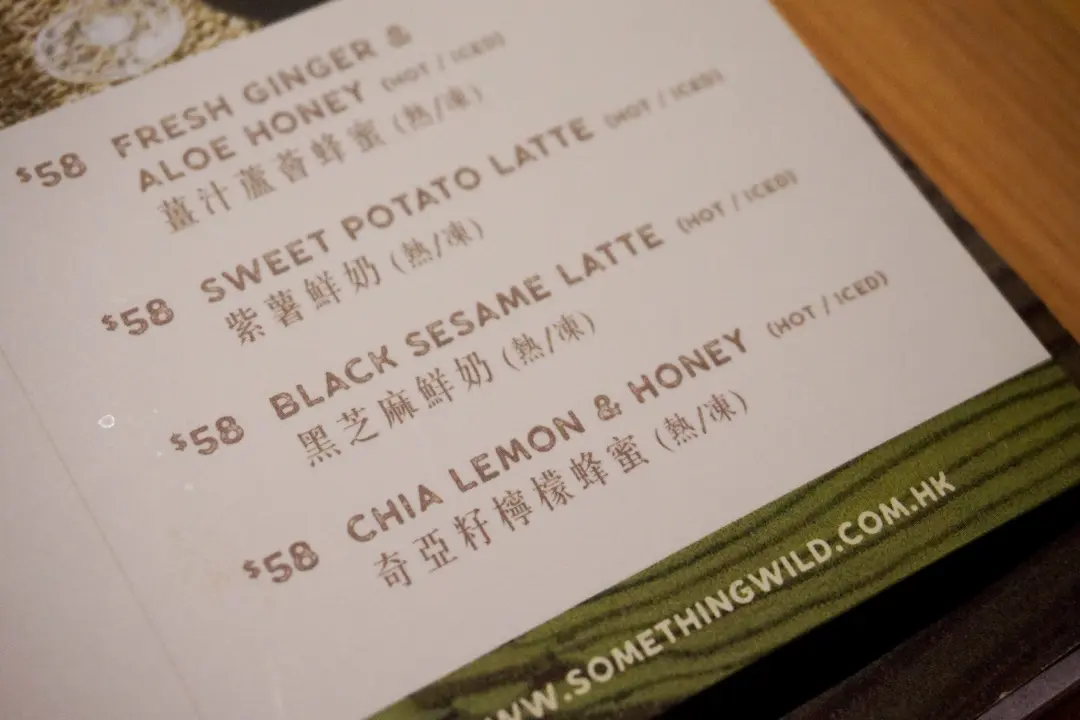 $58 FRESH GINGER &
ALOE HONEY (HOT / ICED)
薑汁蘆薈蜂蜜 (熱/凍)
$58 SWEET POTATO LATTE (HOT / ICED)
紫薯鮮奶 (熱/凍)
$58 BLACK SESAME LATTE (HOT / ICED)
黑芝麻鮮奶 (熱/凍)
$58 CHIA LEMON & HONEY (HOT / ICED)
奇亞籽檸檬蜂蜜 (熱/凍)
WW.SOMETHINGWILD.COM.HK